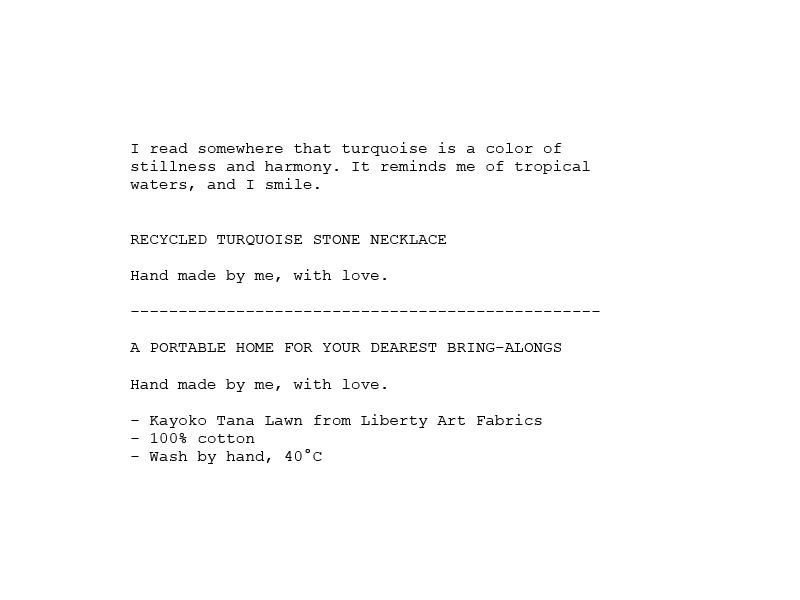 I read somewhere that turquoise is a color of
stillness and harmony. It reminds me of tropical
waters, and I smile.
RECYCLED TURQUOISE STONE NECKLACE
Hand made by me, with love.
-------------------------------------------------
A PORTABLE HOME FOR YOUR DEAREST BRING-ALONGS
Hand made by me, with love.
- Kayoko Tana Lawn from Liberty Art Fabrics
- 100% cotton
- Wash by hand, 40°C